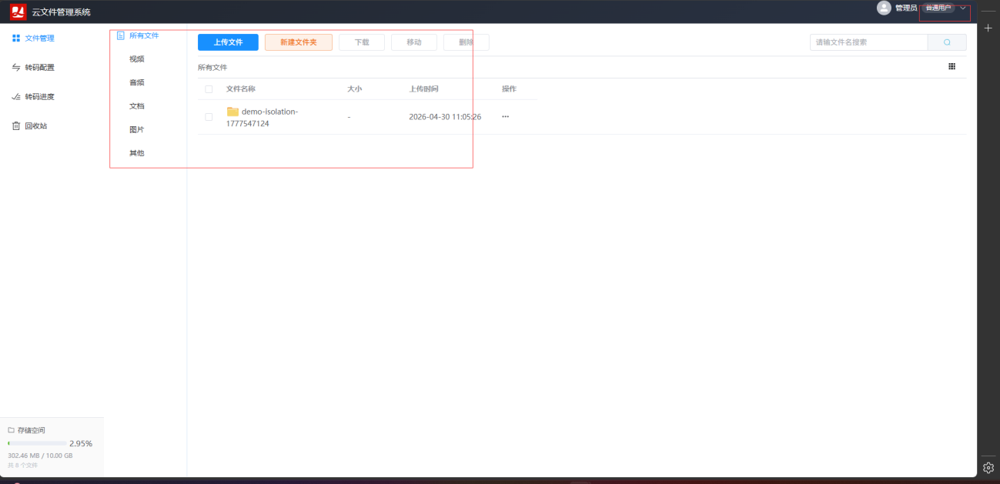 云文件管理系统
管理员 普通用户
文件管理
转码配置
转码进度
回收站
所有文件
视频
音频
文档
图片
其他
上传文件 新建文件夹 下载 移动 删除
请输文件名搜索
所有文件
文件名称 大小 上传时间 操作
demo-isolation-
1777547124
- 2026-04-30 11:05:26 ···
存储空间
2.95%
302.46 MB / 10.00 GB
共 8 个文件